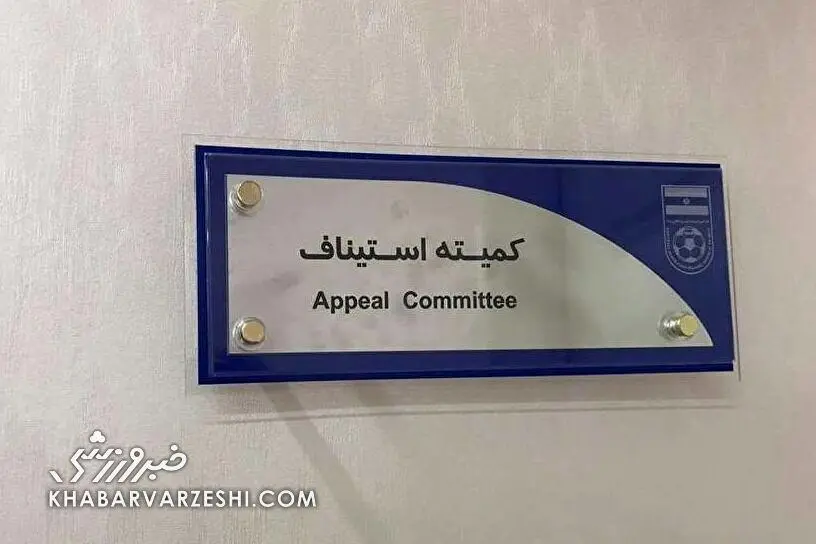 کمیته استیناف
Appeal Committee
خبرورزشی
KHABARVARZESHI.COM